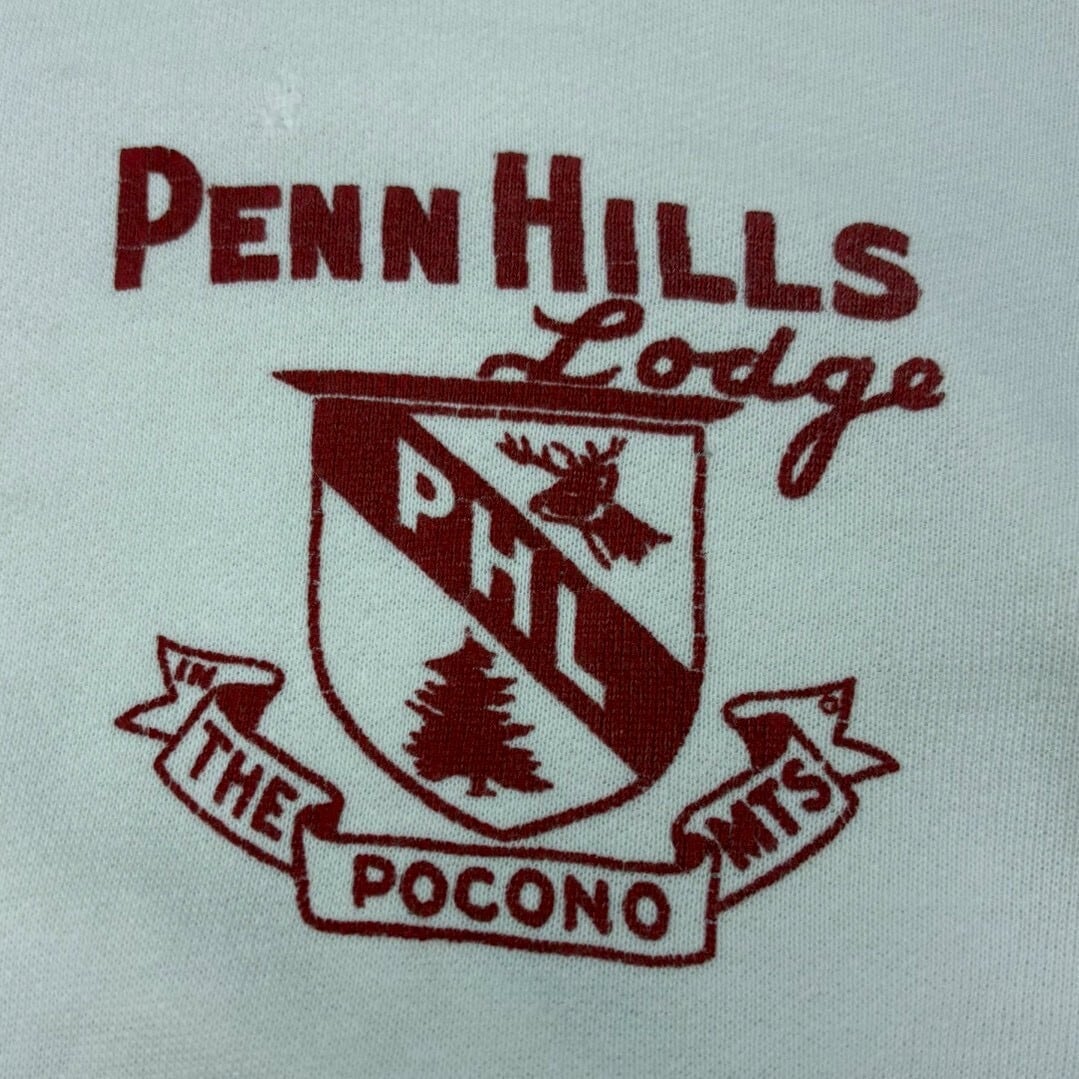 PENN HILLS
Lodge
PHL
IN THE POCONO MTS